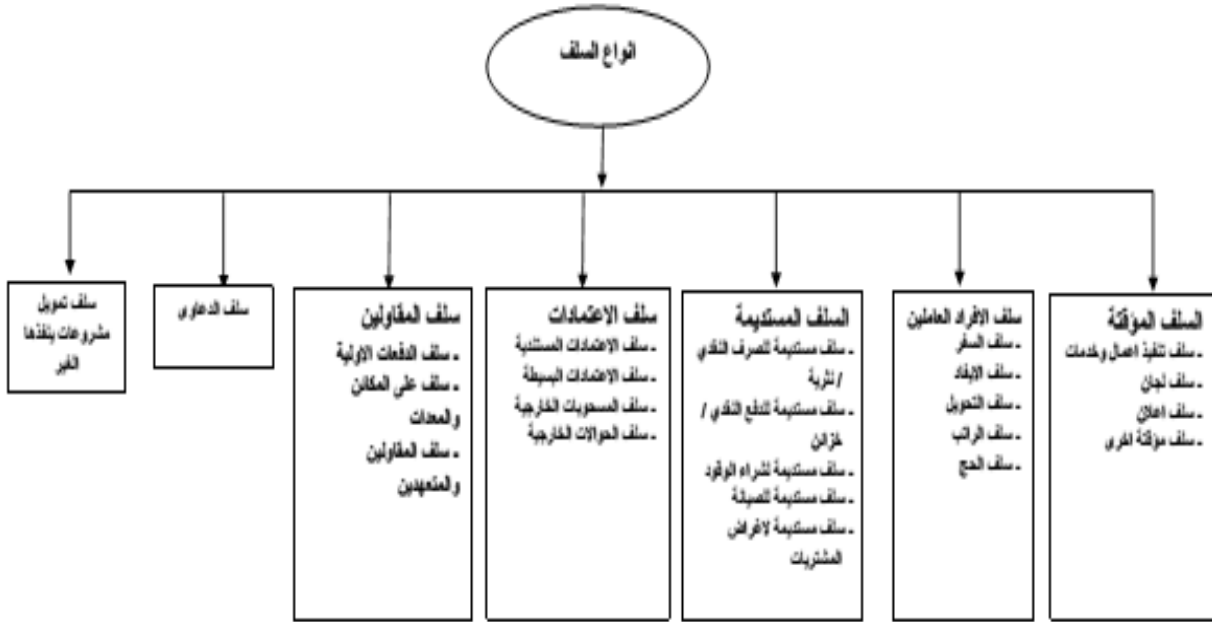 انواع السلف
السلف المؤقتة
- سلف تنفيذ اعمال وخدمات
- سلف لجان
- سلف اعلان
- سلف مؤقتة اخرى
سلف الافراد العاملين
- سلف السفر
- سلف الايفاد
- سلف التحويل
- سلف الراتب
- سلف الحج
السلف المستديمة
- سلف مستديمة للصرف النقدي
/ نثرية
- سلف مستديمة للدفع النقدي /
خزائن
- سلف مستديمة لشراء الوقود
- سلف مستديمة للصيانة
- سلف مستديمة لاغراض
المشتريات
سلف الاعتمادات
- سلف الاعتمادات المستندية
- سلف الاعتمادات البسيطة
- سلف المسحوبات الخارجية
- سلف الحوالات الخارجية
سلف المقاولين
- سلف الدفعات الاولية
- سلف على المكائن
والمعدات
- سلف المقاولين
والمتعهدين
سلف الدعاوى
سلف تمويل
مشروعات ينفذها
الغير